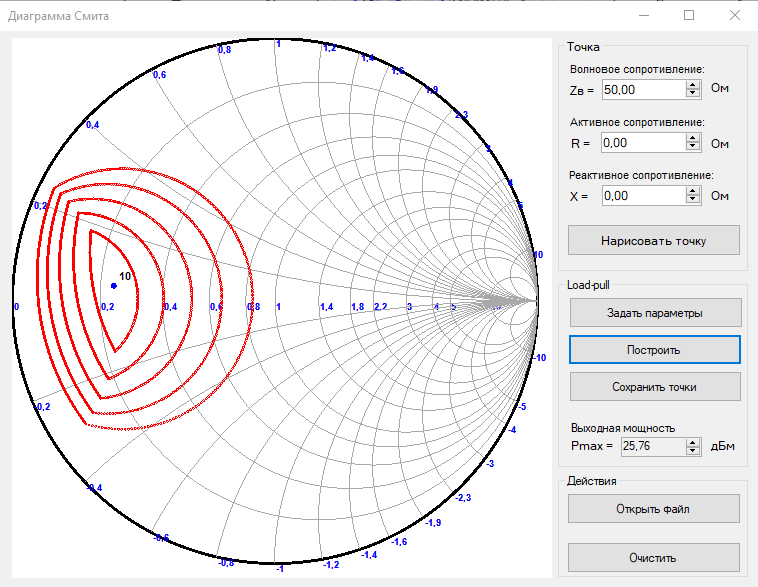 Диаграмма Смита
1
0,8
1,2
1,4
0,6
1,6
1,9
0,4
2,3
3
4
0,2
5
10
10
0
0,2
0,4
0,6
0,8
1
1,4
1,8
2,2
3
4
5
-10
0,2
-5
-4
-3
-0,4
-2,3
-1,9
-0,6
-1,6
-1,4
-0,8
-1,2
-1
Точка
Волновое сопротивление:
Zв = 50,00 Ом
Активное сопротивление:
R = 0,00 Ом
Реактивное сопротивление:
X = 0,00 Ом
Нарисовать точку
Load-pull
Задать параметры
Построить
Сохранить точки
Выходная мощность
Pmax = 25,76 дБм
Действия
Открыть файл
Очистить